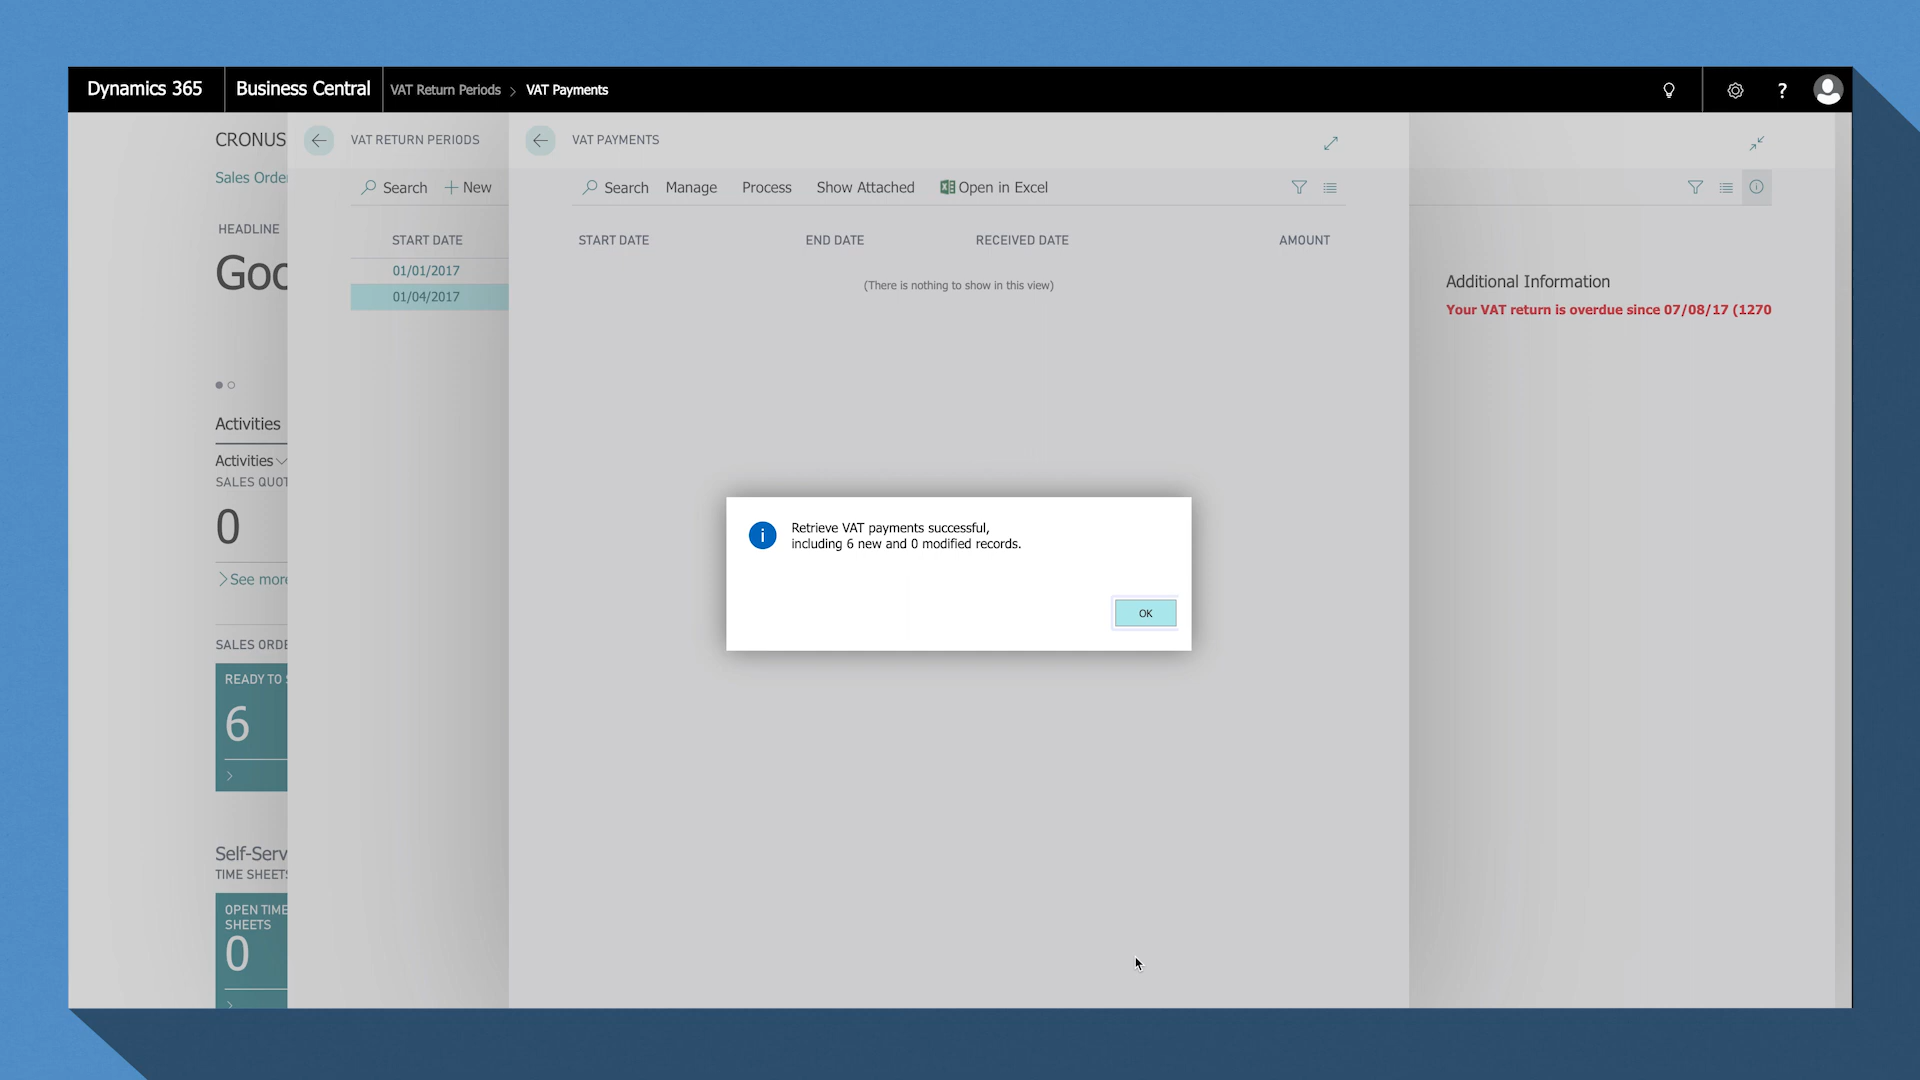 Dynamics 365
Business Central
VAT Return Periods > VAT Payments
?
CRONUS
Sales Orde
HEADLINE
Goo
Activities
Activities
SALES QUOT
0
See more
SALES ORDE
READY TO S
6
Self-Serv
TIME SHEETS
OPEN TIME
SHEETS
0
VAT RETURN PERIODS
Search + New
START DATE
01/01/2017
01/04/2017
VAT PAYMENTS
Search Manage Process Show Attached Open in Excel
START DATE END DATE RECEIVED DATE AMOUNT
(There is nothing to show in this view)
Retrieve VAT payments successful,
including 6 new and 0 modified records.
OK
Additional Information
Your VAT return is overdue since 07/08/17 (1270